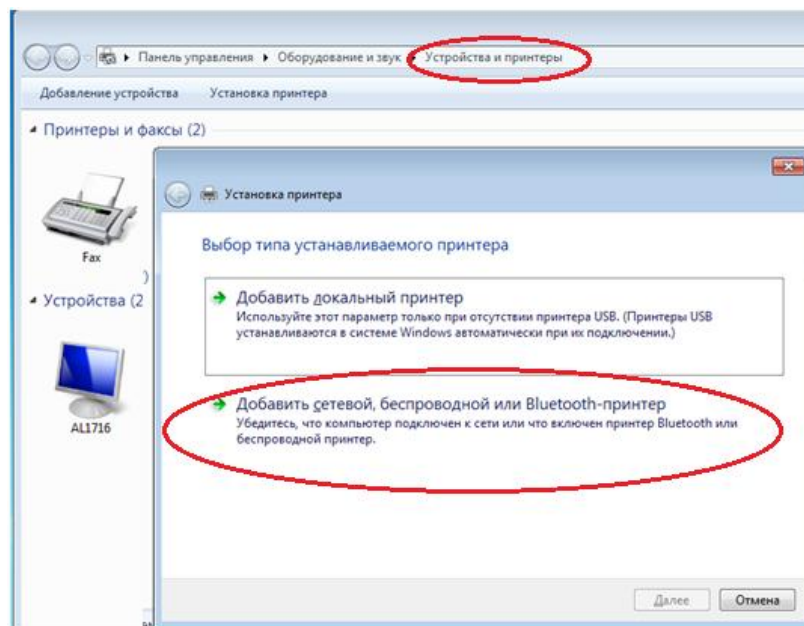 Панель управления ▸ Оборудование и звук ▸ Устройства и принтеры
Добавление устройства Установка принтера
Принтеры и факсы (2)
Fax
)
Устройства (2
AL1716
Установка принтера
Выбор типа устанавливаемого принтера
Добавить локальный принтер
Используйте этот параметр только при отсутствии принтера USB. (Принтеры USB
устанавливаются в системе Windows автоматически при их подключении.)
Добавить сетевой, беспроводной или Bluetooth-принтер
Убедитесь, что компьютер подключен к сети или что включен принтер Bluetooth или
беспроводной принтер.
Далее Отмена